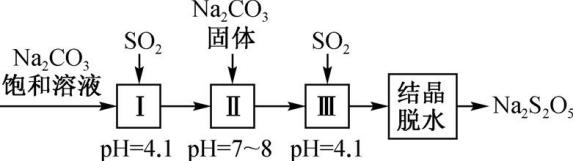 Na₂CO₃
饱和溶液
SO₂
Ⅰ
pH=4.1
Na₂CO₃
固体
Ⅱ
pH=7~8
SO₂
Ⅲ
pH=4.1
结晶
脱水
Na₂S₂O₅